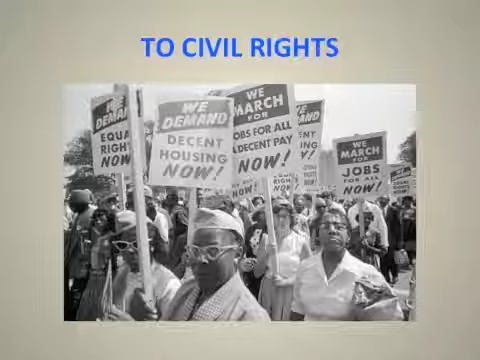 TO CIVIL RIGHTS
WE
DEMAND
EQUAL
RIGHTS
NOW!
WE
DEMAND
DECENT
HOUSING
NOW!
WE
MARCH
FOR
JOBS FOR ALL
A DECENT PAY
NOW!
WE MARCH
FOR
JOBS
FOR ALL
NOW!